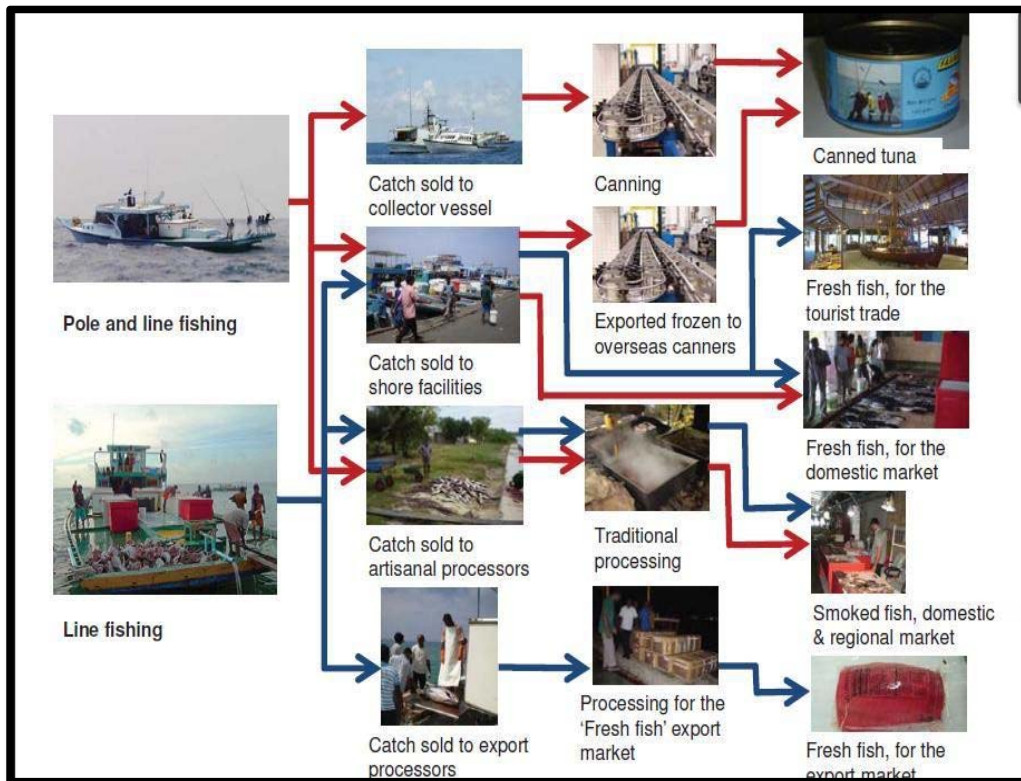 Pole and line fishing
Line fishing
Catch sold to
collector vessel
Catch sold to
shore facilities
Catch sold to
artisanal processors
Catch sold to export
processors
Canning
Exported frozen to
overseas canners
Traditional
processing
Processing for the
‘Fresh fish’ export
market
Canned tuna
Fresh fish, for the
tourist trade
Fresh fish, for the
domestic market
Smoked fish, domestic
& regional market
Fresh fish, for the
export market